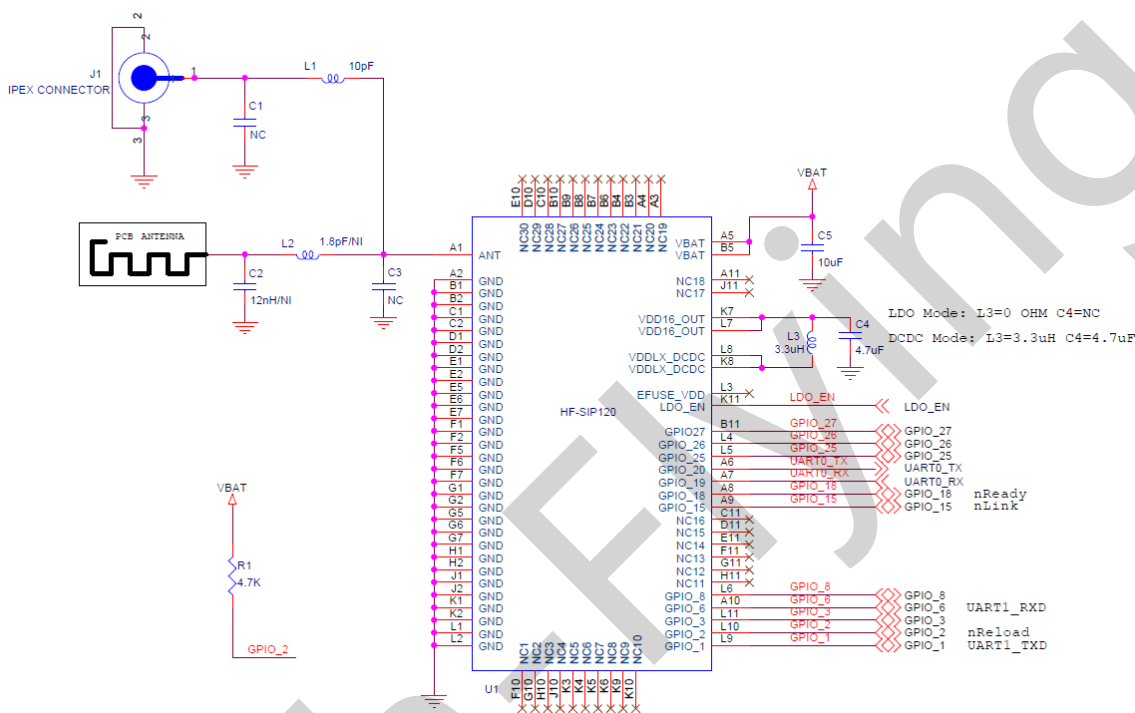 2
2
J1
IPEX CONNECTOR
1
3
3
L1 10pF
C1
NC
PCB ANTENNA
L2 1.8pF/NI
C2
12nH/NI
C3
NC
E10 D10 C10 B10 B9 B8 B7 B6 B4 B3 A4 A3
NC30 NC29 NC28 NC27 NC26 NC25 NC24 NC23 NC22 NC21 NC20 NC19
A1 ANT
A2 GND
B1 GND
B2 GND
C1 GND
C2 GND
D1 GND
D2 GND
E1 GND
E2 GND
E5 GND
E6 GND
E7 GND
F1 GND
F2 GND
F5 GND
F6 GND
F7 GND
G1 GND
G2 GND
G5 GND
G6 GND
G7 GND
H1 GND
H2 GND
J1 GND
J2 GND
K1 GND
K2 GND
L1 GND
L2 GND
HF-SIP120
U1
NC1 NC2 NC3 NC4 NC5 NC6 NC7 NC8 NC9 NC10
F10 G10 H10 J10 K3 K4 K5 K6 K9 K10
VBAT
R1
4.7K
GPIO_2
VBAT
C5
10uF
VBAT A5
VBAT B5
NC18 A11
NC17 J11
VDD16_OUT K7
VDD16_OUT L7
L3
3.3uH
C4
4.7uF
LDO Mode: L3=0 OHM C4=NC
DCDC Mode: L3=3.3uH C4=4.7uF
VDDLX_DCDC L8
VDDLX_DCDC K8
EFUSE_VDD L3
LDO_EN K11 LDO_EN LDO_EN
GPIO27 B11 GPIO_27 GPIO_27
GPIO_26 L4 GPIO_26 GPIO_26
GPIO_25 L5 GPIO_25 GPIO_25
GPIO_20 A6 UART0_TX UART0_TX
GPIO_19 A7 UART0_RX UART0_RX
GPIO_18 A8 GPIO_18 GPIO_18 nReady
GPIO_15 A9 GPIO_15 GPIO_15 nLink
NC16 C11
NC15 D11
NC14 E11
NC13 F11
NC12 G11
NC11 H11
GPIO_8 L6 GPIO_8 GPIO_8
GPIO_6 A10 GPIO_6 GPIO_6 UART1_RXD
GPIO_3 L11 GPIO_3 GPIO_3
GPIO_2 L10 GPIO_2 GPIO_2 nReload
GPIO_1 L9 GPIO_1 GPIO_1 UART1_TXD
-Flying